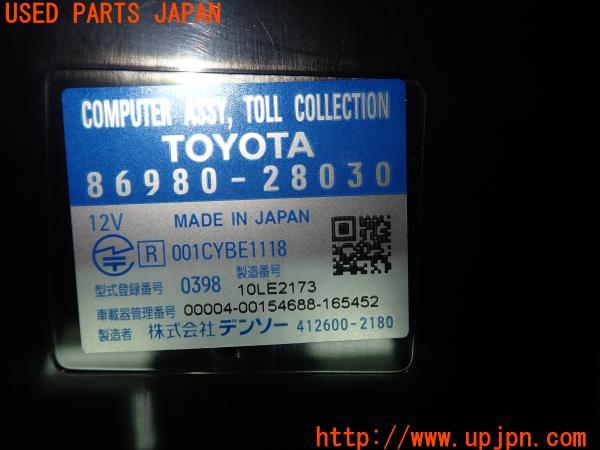 USED PARTS JAPAN
COMPUTER ASSY, TOLL COLLECTION
TOYOTA
86980-28030
12V MADE IN JAPAN
R 001CYBE1118
型式登録番号 0398 製造番号 10LE2173
車載器管理番号 00004-00154688-165452
製造者 株式会社デンソー 412600-2180
http://www.upjpn.com